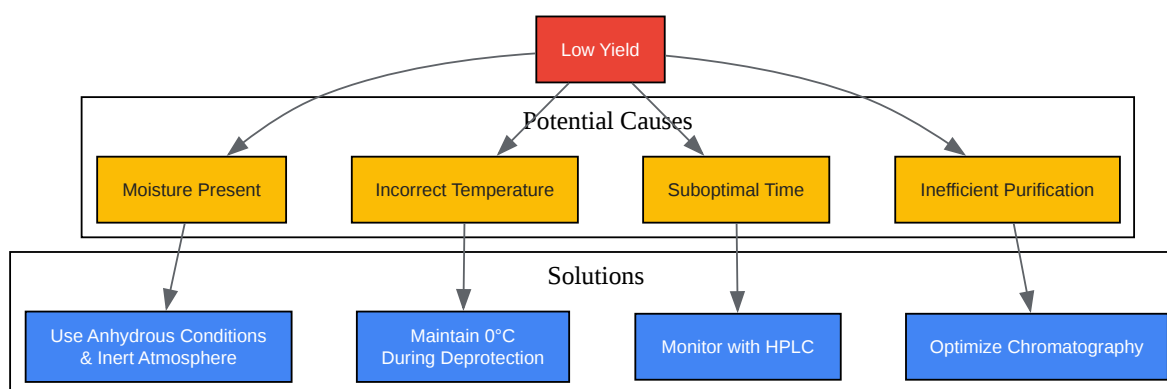 Low Yield
Potential Causes
Moisture Present
Incorrect Temperature
Suboptimal Time
Inefficient Purification
Solutions
Use Anhydrous Conditions
& Inert Atmosphere
Maintain 0°C
During Deprotection
Monitor with HPLC
Optimize Chromatography